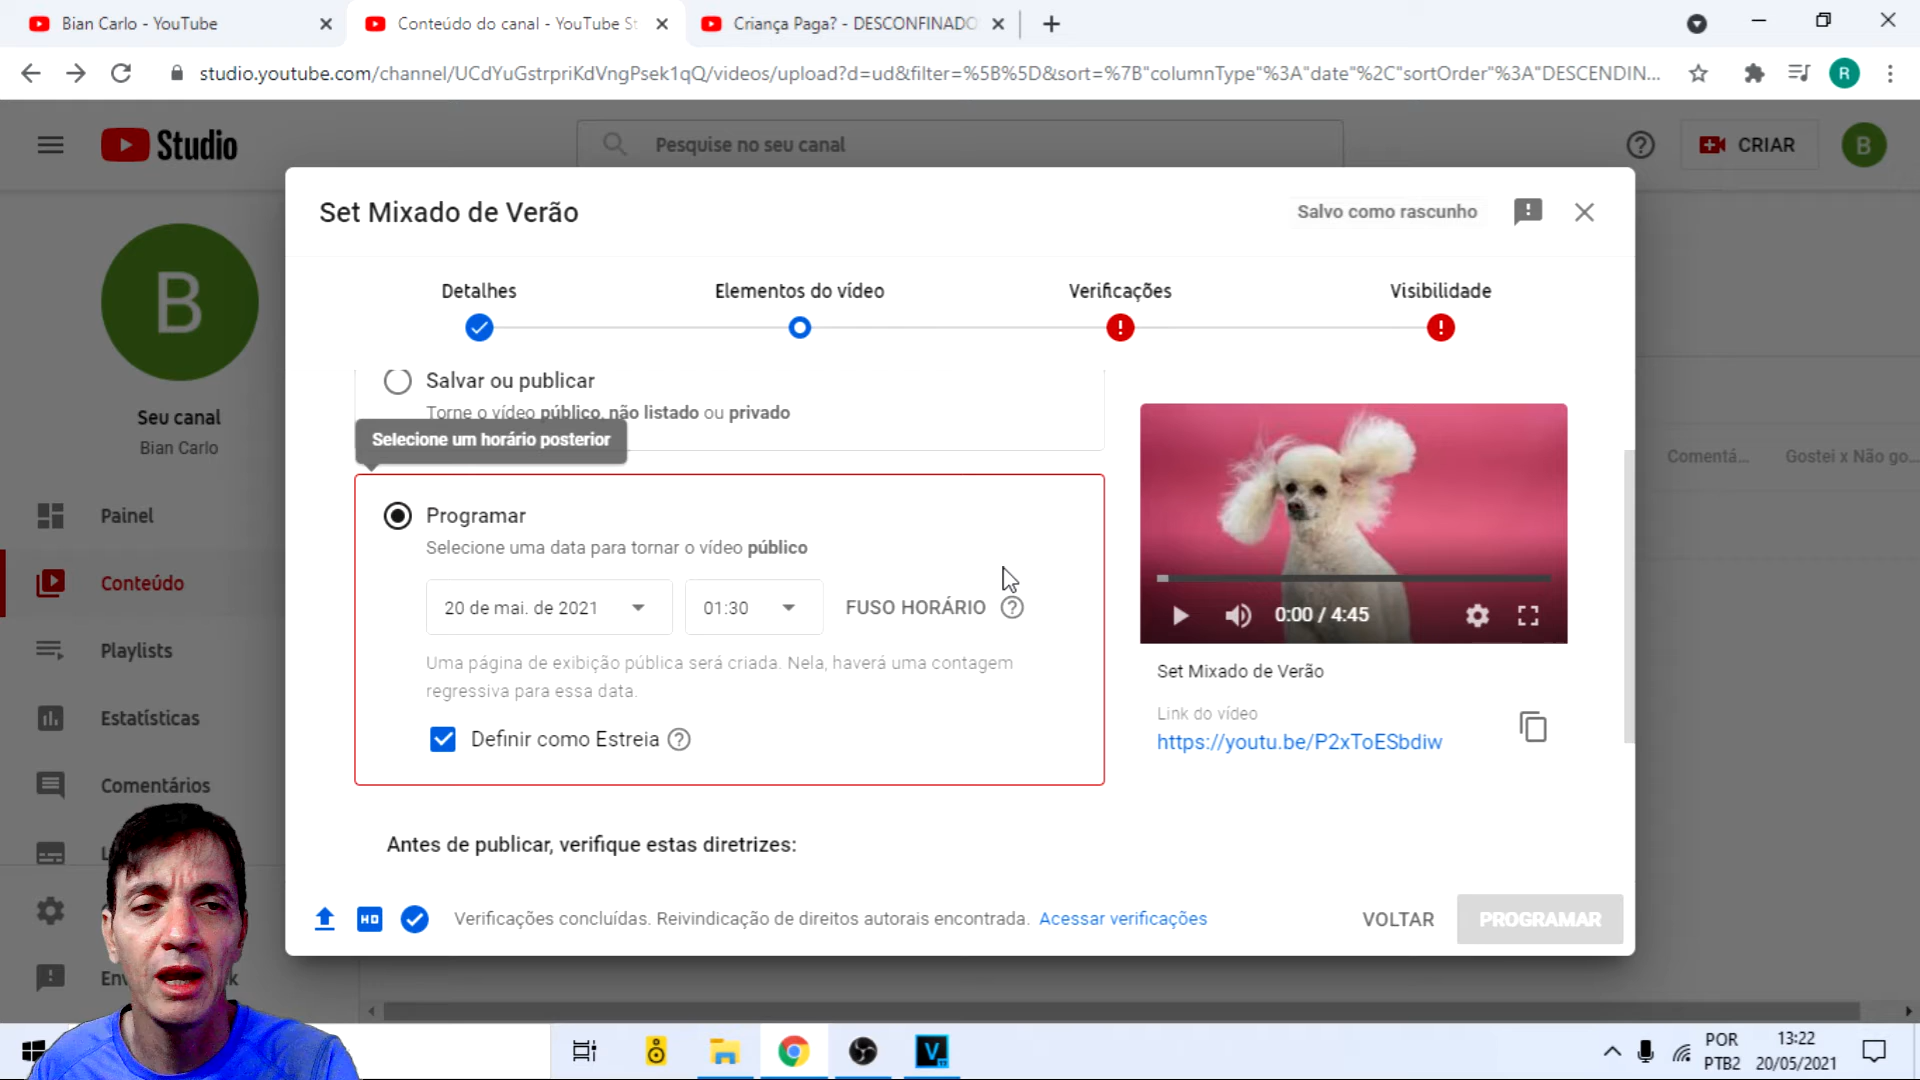 Bian Carlo - YouTube
Conteúdo do canal - YouTube St
Criança Paga? - DESCONFINADO
studio.youtube.com/channel/UCdYuGstrpriKdVngPsek1qQ/videos/upload?d=ud&filter=%5B%5D&sort=%7B"columnType"%3A"date"%2C"sortOrder"%3A"DESCENDIN...
R
Studio
Pesquise no seu canal
CRIAR
B
B
Seu canal
Bian Carlo
Painel
Conteúdo
Playlists
Estatísticas
Comentários
Set Mixado de Verão
Salvo como rascunho
Detalhes
Elementos do vídeo
Verificações
Visibilidade
Salvar ou publicar
Torne o vídeo público, não listado ou privado
Selecione um horário posterior
Programar
Selecione uma data para tornar o vídeo público
20 de mai. de 2021
01:30
FUSO HORÁRIO
Uma página de exibição pública será criada. Nela, haverá uma contagem
regressiva para essa data.
Definir como Estreia
Antes de publicar, verifique estas diretrizes:
0:00 / 4:45
Set Mixado de Verão
Link do vídeo
https://youtu.be/P2xToESbdiw
Comentá...
Gostei x Não go...
HD
Verificações concluídas. Reivindicação de direitos autorais encontrada. Acessar verificações
VOLTAR
PROGRAMAR
V
POR
PTB2
13:22
20/05/2021